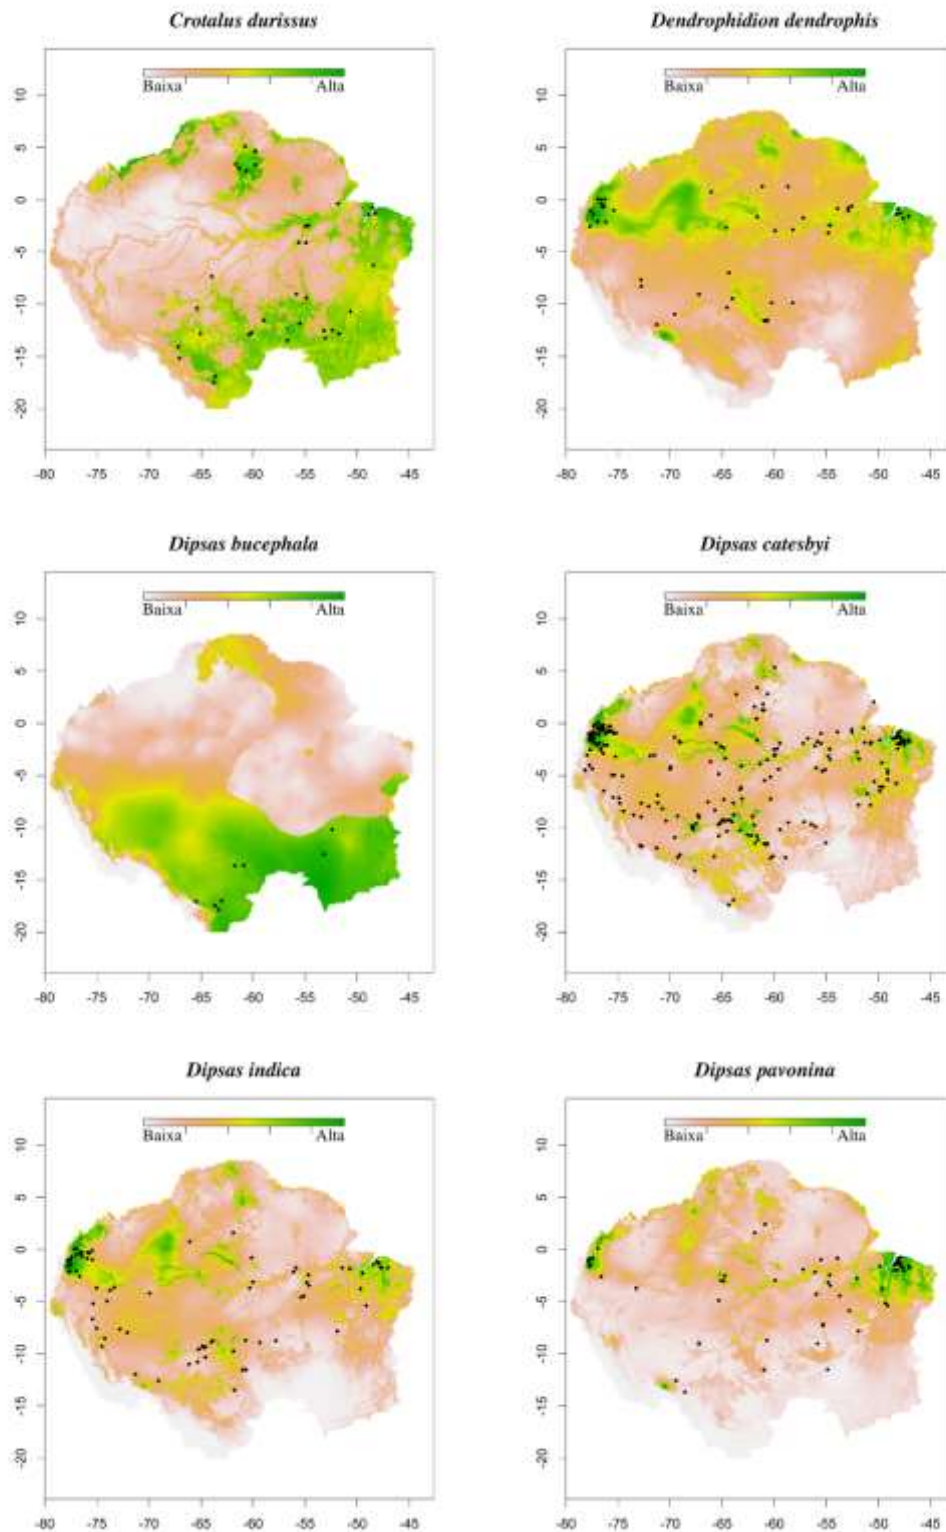 Crotalus durissus
Dendrophidion dendrophis
Baixa Alta
10
5
0
-5
-10
-15
-20
-80 -75 -70 -65 -60 -55 -50 -45
Baixa Alta
10
5
0
-5
-10
-15
-20
-80 -75 -70 -65 -60 -55 -50 -45
Dipsas bucephala
Dipsas catesbyi
Baixa Alta
10
5
0
-5
-10
-15
-20
-80 -75 -70 -65 -60 -55 -50 -45
Baixa Alta
10
5
0
-5
-10
-15
-20
-80 -75 -70 -65 -60 -55 -50 -45
Dipsas indica
Dipsas pavonina
Baixa Alta
10
5
0
-5
-10
-15
-20
-80 -75 -70 -65 -60 -55 -50 -45
Baixa Alta
10
5
0
-5
-10
-15
-20
-80 -75 -70 -65 -60 -55 -50 -45